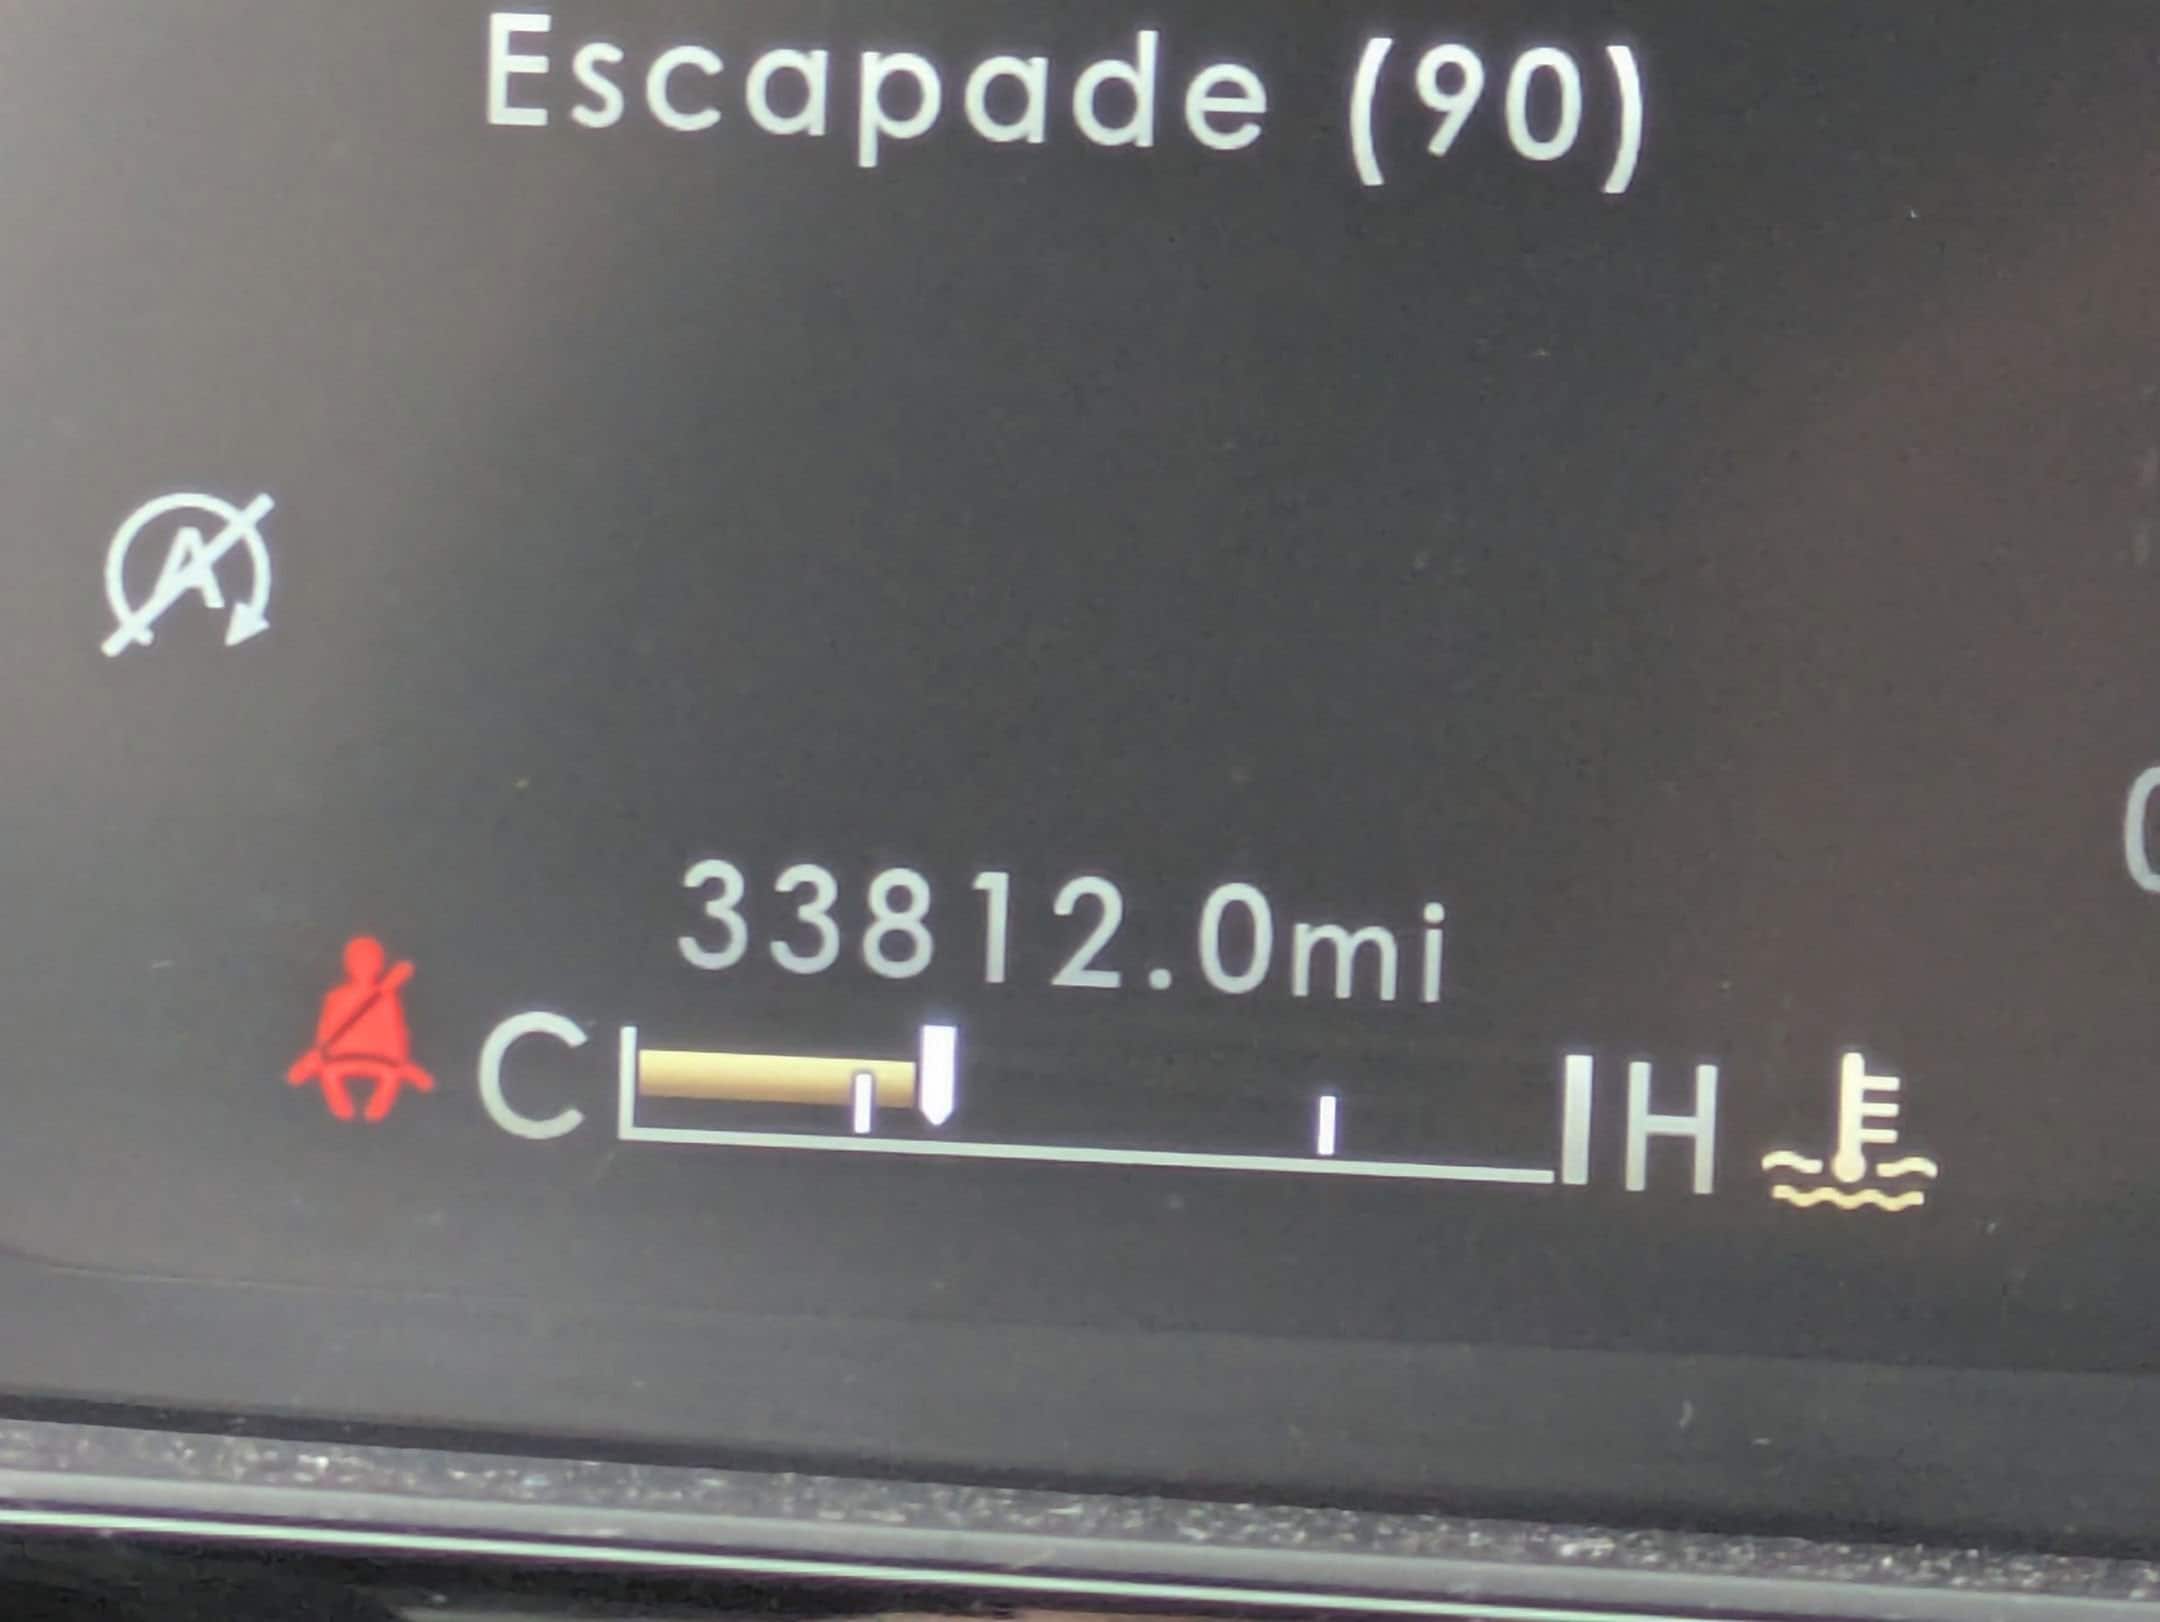 Escapade (90)
A
33812.0mi
C H